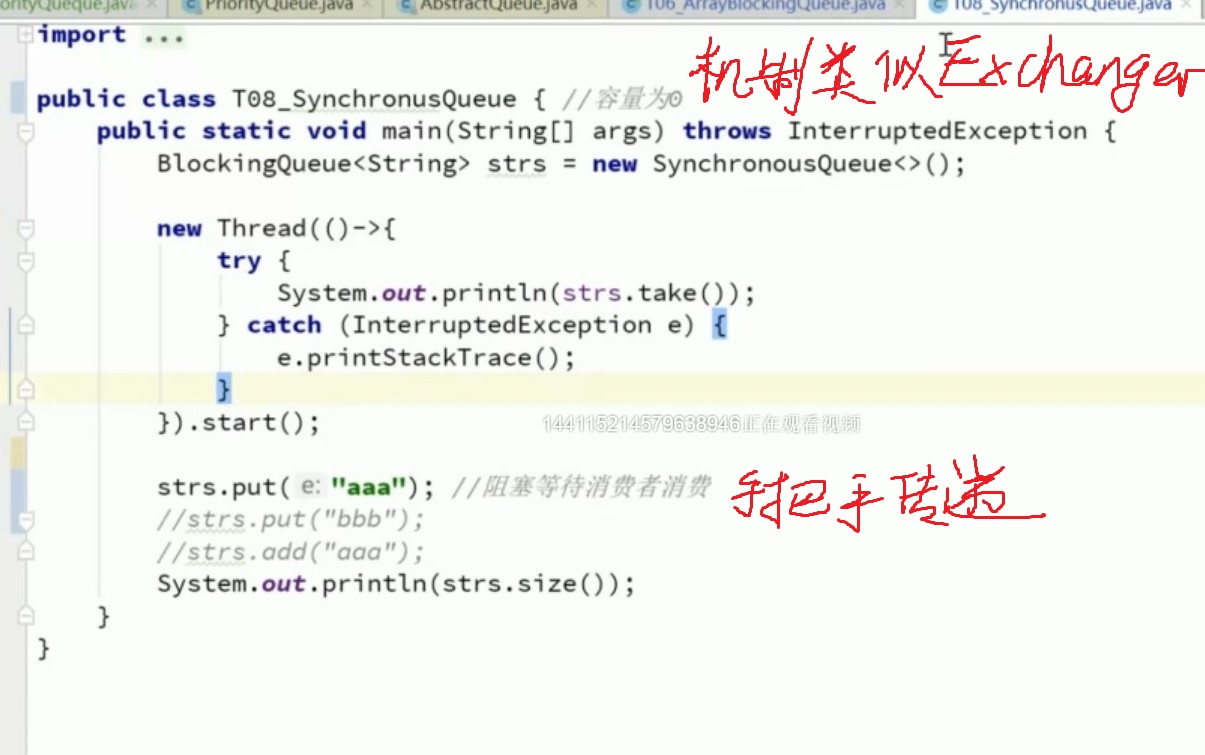 orityQueque.java PriorityQueue.java AbstractQueue.java T06_ArrayBlockingQueue.java T08_SynchronusQueue.java
import ...
机制类似Exchanger
public class T08_SynchronusQueue { //容量为0
public static void main(String[] args) throws InterruptedException {
BlockingQueue<String> strs = new SynchronousQueue<>();
new Thread(()->{
try {
System.out.println(strs.take());
} catch (InterruptedException e) {
e.printStackTrace();
}
}).start();
144115214579638946正在观看视频
strs.put( e: "aaa"); //阻塞等待消费者消费
手把手传递
//strs.put("bbb");
//strs.add("aaa");
System.out.println(strs.size());
}
}